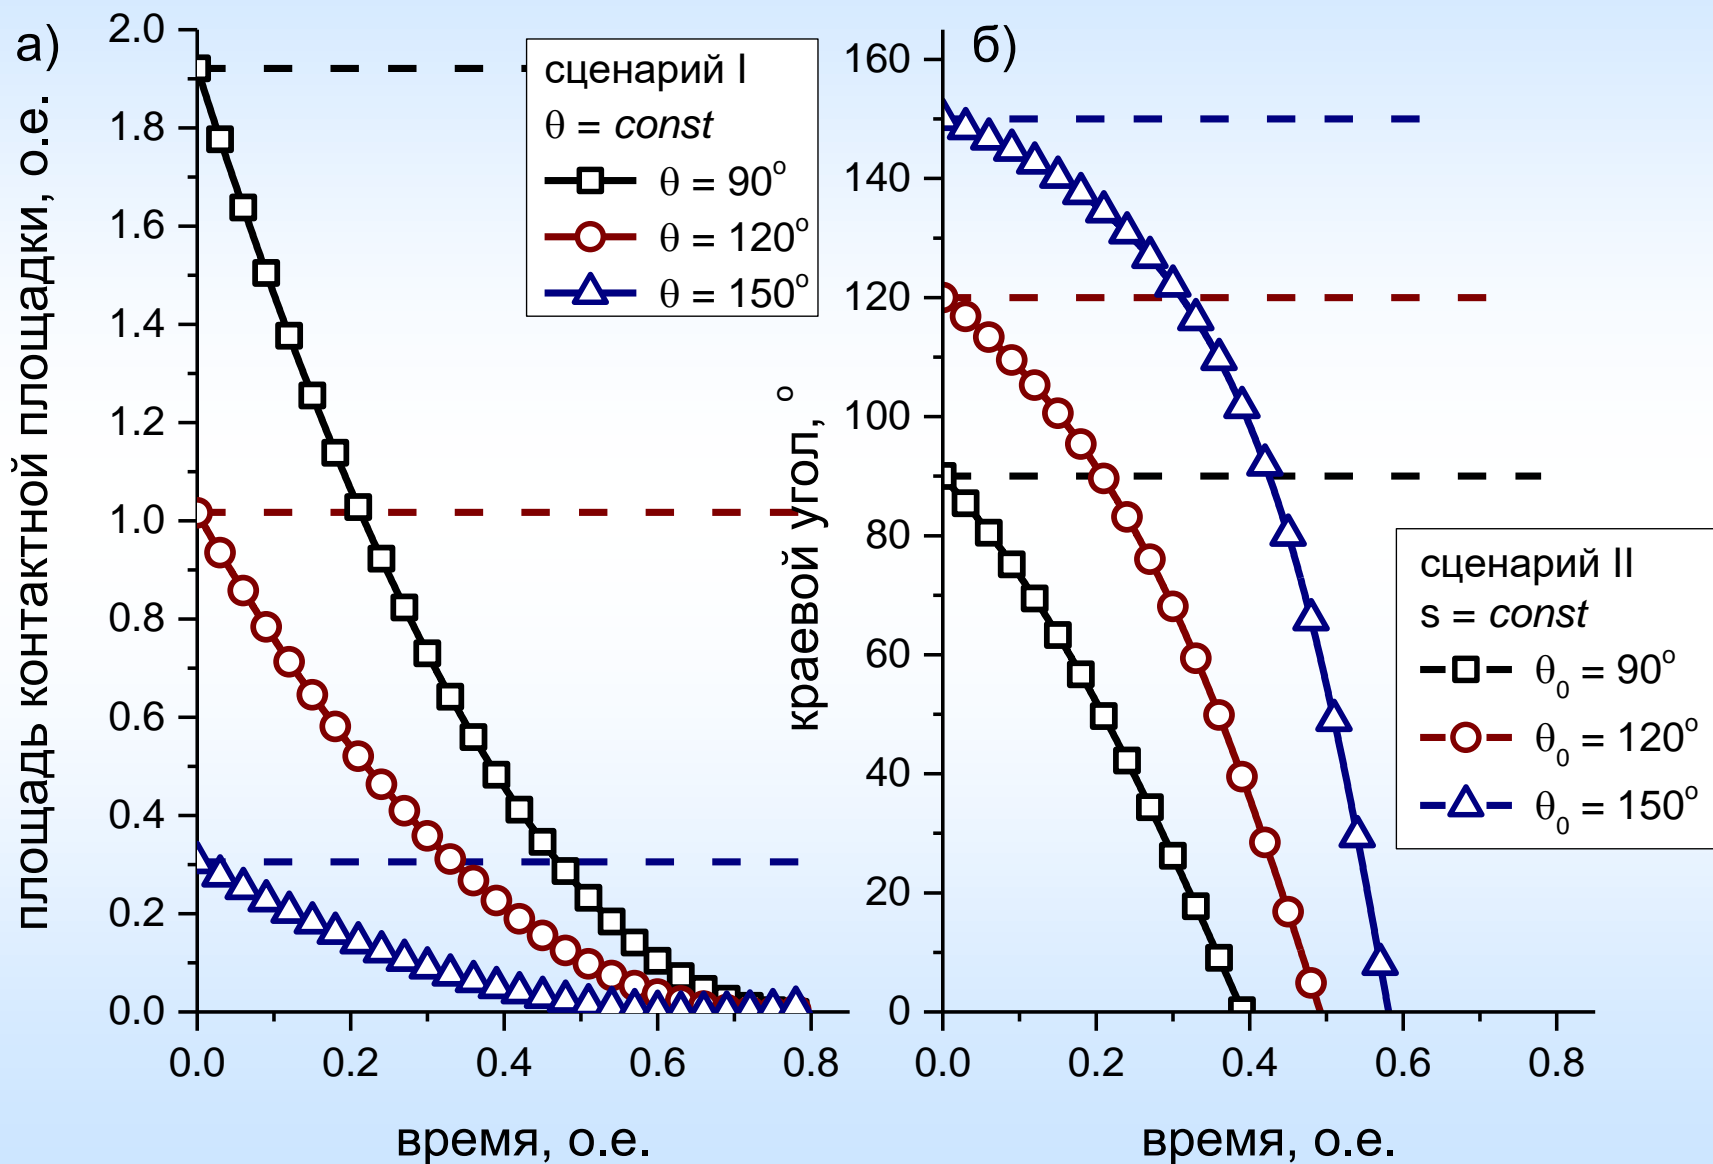 а)
площадь контактной площадки, о.е.
2.0
1.8
1.6
1.4
1.2
1.0
0.8
0.6
0.4
0.2
0.0
0.0 0.2 0.4 0.6 0.8
время, о.е.
сценарий I
θ = const
θ = 90°
θ = 120°
θ = 150°
б)
краевой угол, °
160
140
120
100
80
60
40
20
0
0.0 0.2 0.4 0.6 0.8
время, о.е.
сценарий II
s = const
θ₀ = 90°
θ₀ = 120°
θ₀ = 150°